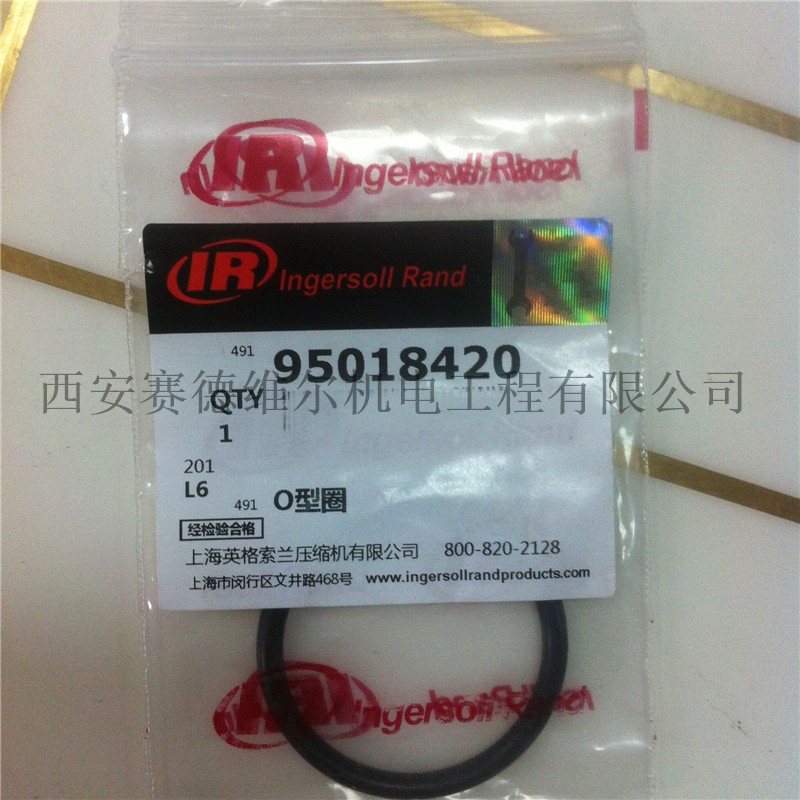 IR Ingersoll Rand
IR Ingersoll Rand
491 95018420
西安赛德维尔机电工程有限公司
QTY
1
201
L6
491 O型圈
经检验合格
上海英格索兰压缩机有限公司 800-820-2128
上海市闵行区文井路468号 www.ingersollrandproducts.com
IR Ingersoll Rand